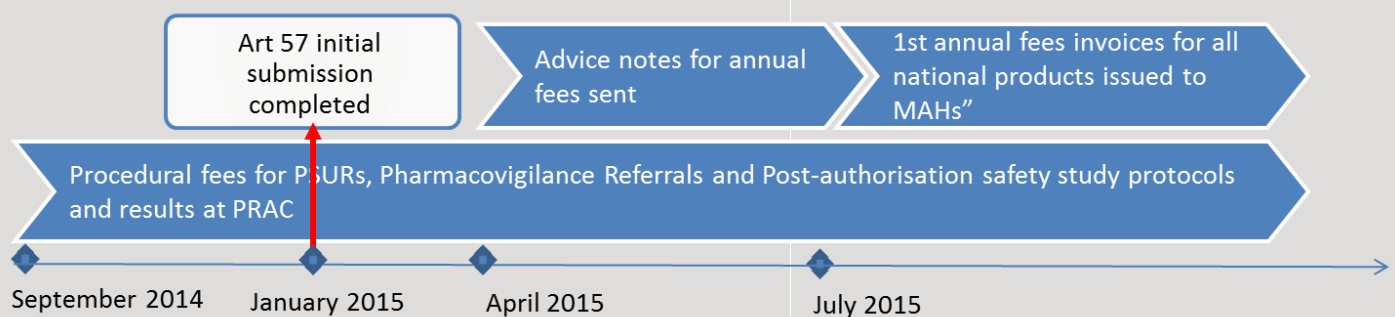 Art 57 initial
submission
completed
Advice notes for annual
fees sent
1st annual fees invoices for all
national products issued to
MAHs”
Procedural fees for PSURs, Pharmacovigilance Referrals and Post-authorisation safety study protocols
and results at PRAC
September 2014
January 2015
April 2015
July 2015